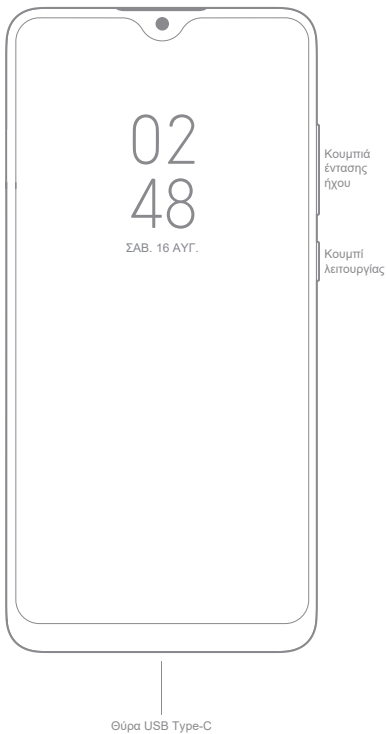 02
48
ΣΑΒ. 16 ΑΥΓ.
Κουμπιά
έντασης
ήχου
Κουμπί
λειτουργίας
Θύρα USB Type-C